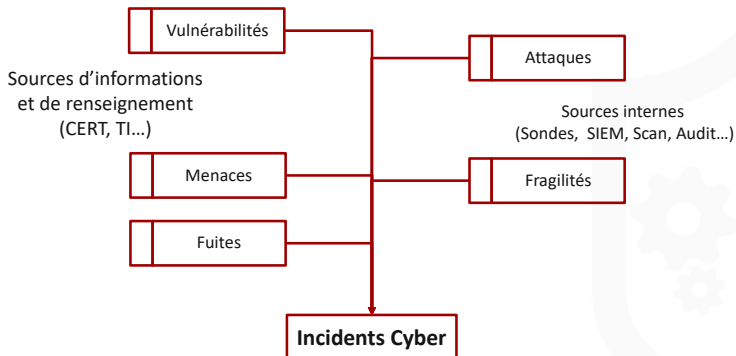 Vulnérabilités
Attaques
Sources d'informations
et de renseignement
(CERT, TI…)
Sources internes
(Sondes, SIEM, Scan, Audit…)
Menaces
Fragilités
Fuites
Incidents Cyber